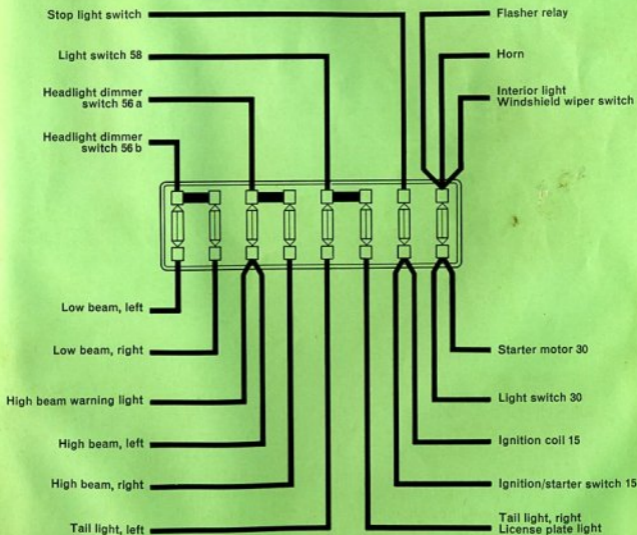 Stop light switch
Light switch 58
Headlight dimmer
switch 56 a
Headlight dimmer
switch 56 b
Flasher relay
Horn
Interior light
Windshield wiper switch
Low beam, left
Low beam, right
High beam warning light
High beam, left
High beam, right
Tail light, left
Starter motor 30
Light switch 30
Ignition coil 15
Ignition/starter switch 15
Tail light, right
License plate light